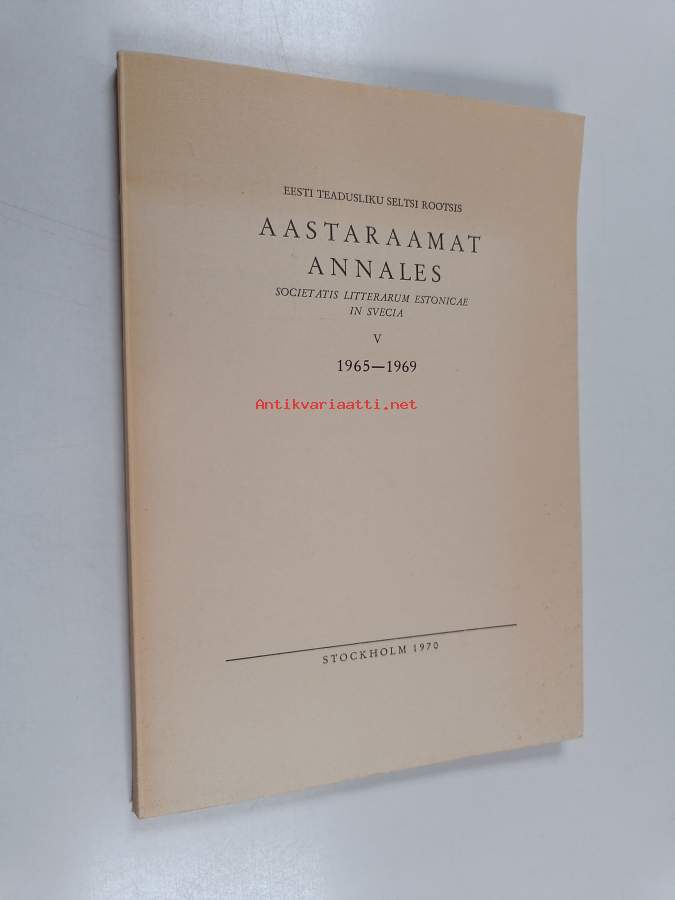 EESTI TEADUSLIKU SELTSI ROOTSIS
AASTARAAMAT
ANNALES
SOCIETATIS LITTERARUM ESTONICAE
IN SVECIA
V
1965—1969
Antikvariaatti.net
STOCKHOLM 1970